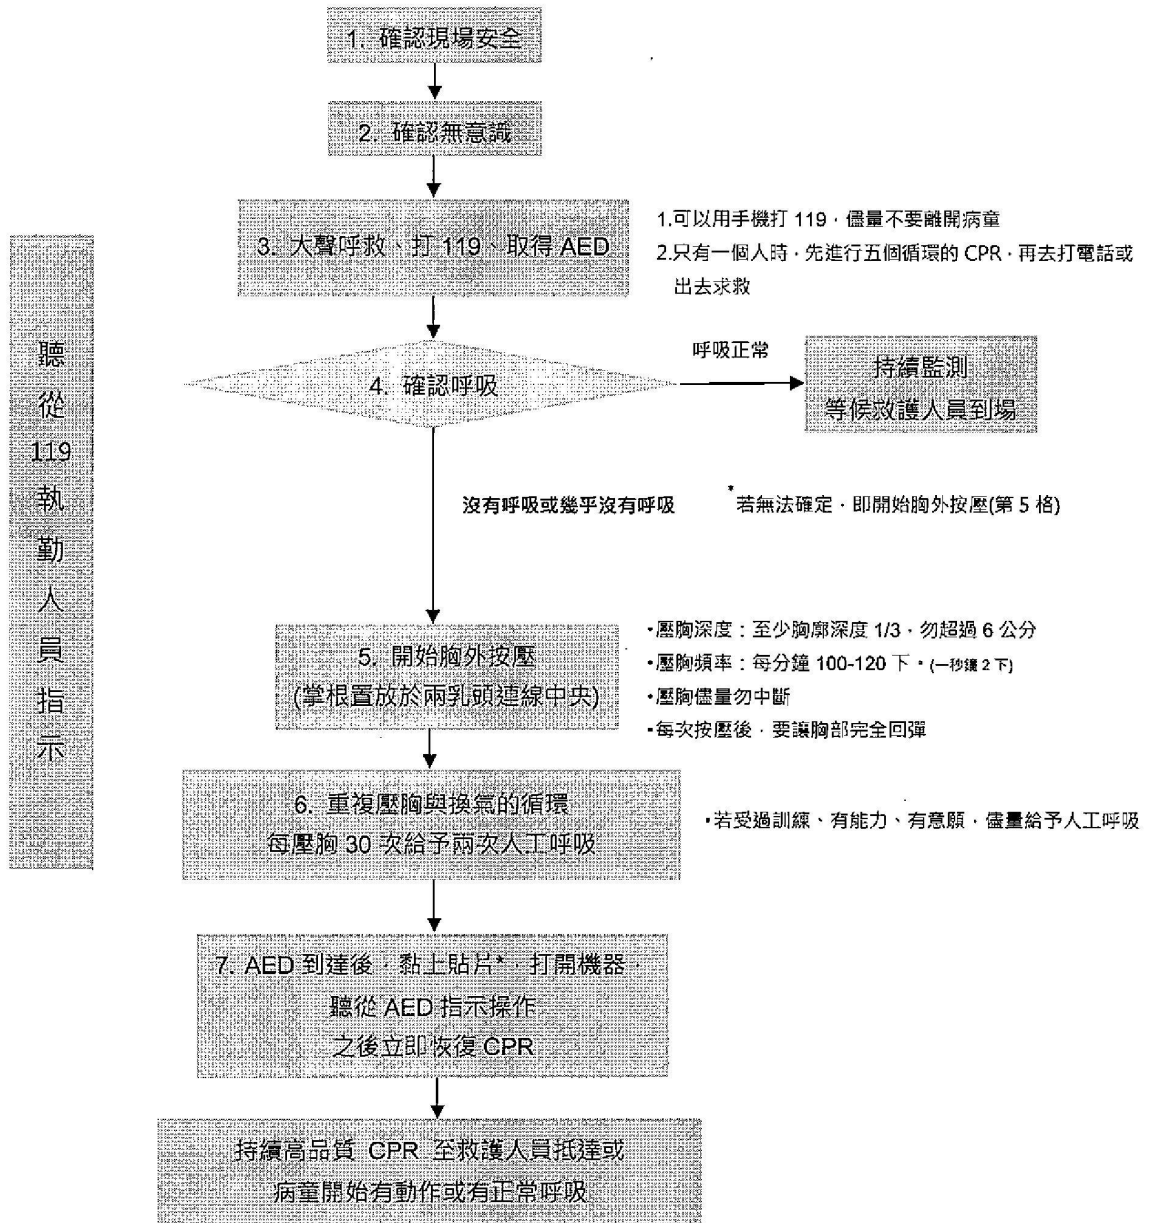 1. 確認現場安全
2. 確認無意識
3. 大聲呼救、打 119、取得 AED
1.可以用手機打 119，儘量不要離開病童
2.只有一個人時，先進行五個循環的 CPR，再去打電話或
出去求救
聽
從
119
執
勤
人
員
指
示
4. 確認呼吸
呼吸正常
持續監測
等候救護人員到場
沒有呼吸或幾乎沒有呼吸
*若無法確定，即開始胸外按壓(第 5 格)
5. 開始胸外按壓
(掌根置放於兩乳頭連線中央)
•壓胸深度：至少胸廓深度 1/3，勿超過 6 公分
•壓胸頻率：每分鐘 100-120 下。(一秒鐘 2 下)
•壓胸儘量勿中斷
•每次按壓後，要讓胸部完全回彈
6. 重複壓胸與換氣的循環
每壓胸 30 次給予兩次人工呼吸
•若受過訓練、有能力、有意願，儘量給予人工呼吸
7. AED 到達後，黏上貼片*，打開機器，
聽從 AED 指示操作
之後立即恢復 CPR
持續高品質 CPR 至救護人員抵達或
病童開始有動作或有正常呼吸